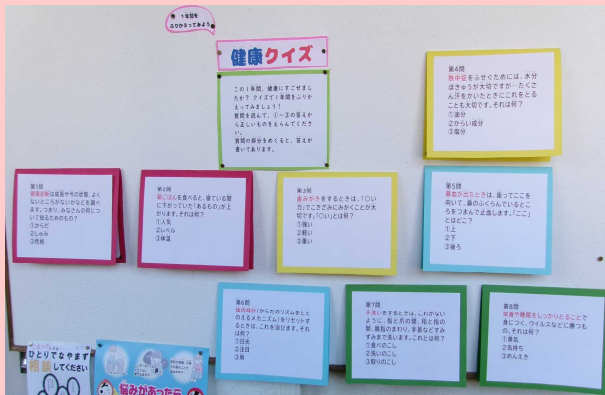 1年間を
ふりかえってみよう
健康クイズ
この1年間、健康にすごせまし
たか? クイズで1年間をふりか
えってみましょう!
質問を読んで、①~③の答えか
ら正しいものをえらんでくださ
い。
質問の部分をめくると、答えが
書いてあります。
第4問
熱中症をふせぐためには、水分
ほきゅうが大切ですが…たくさ
ん汗をかいたときにこれをとる
ことも大切です。それは何?
①油分
②からい成分
③塩分
第1問
健康診断は成長や今の状態、よく
ないところがないかなどを調べ
ます。つまり、みなさんの何につ
いて知るためのもの?
①からだ
②しゅみ
③性格
第2問
朝ごはんを食べると、寝ている間
に下がっていた「あるもの」が上
がります。それは何?
①人気
②レベル
③体温
第3問
歯みがきをするときは、「〇い
力」でこきざみにみがくことが大
切です。「〇い」とは何?
①強い
②軽い
③重い
第5問
鼻血が出たときは、座ってここを
向いて、鼻のふくらんでいるとこ
ろをつまんで止血します。「ここ」
とはどこ?
①上
②下
③後ろ
第6問
体内時計(からだのリズムをとと
のえるメカニズム)をリセットす
るときは、これを浴びます。それ
は何?
①日光
②注目
③風
第7問
手洗いをするときは、これがない
ように、指と爪の間、指と指の
間、親指のまわり、手首などすみ
ずみまで洗います。これとは何?
①食べのこし
②洗いのこし
③取りのこし
第8問
栄養や睡眠をしっかりとることで
身につく、ウイルスなどに勝つも
の。それは何?
①勇気
②気持ち
③めんえき
ひとりでなやまず
相談してください
悩みがあったら